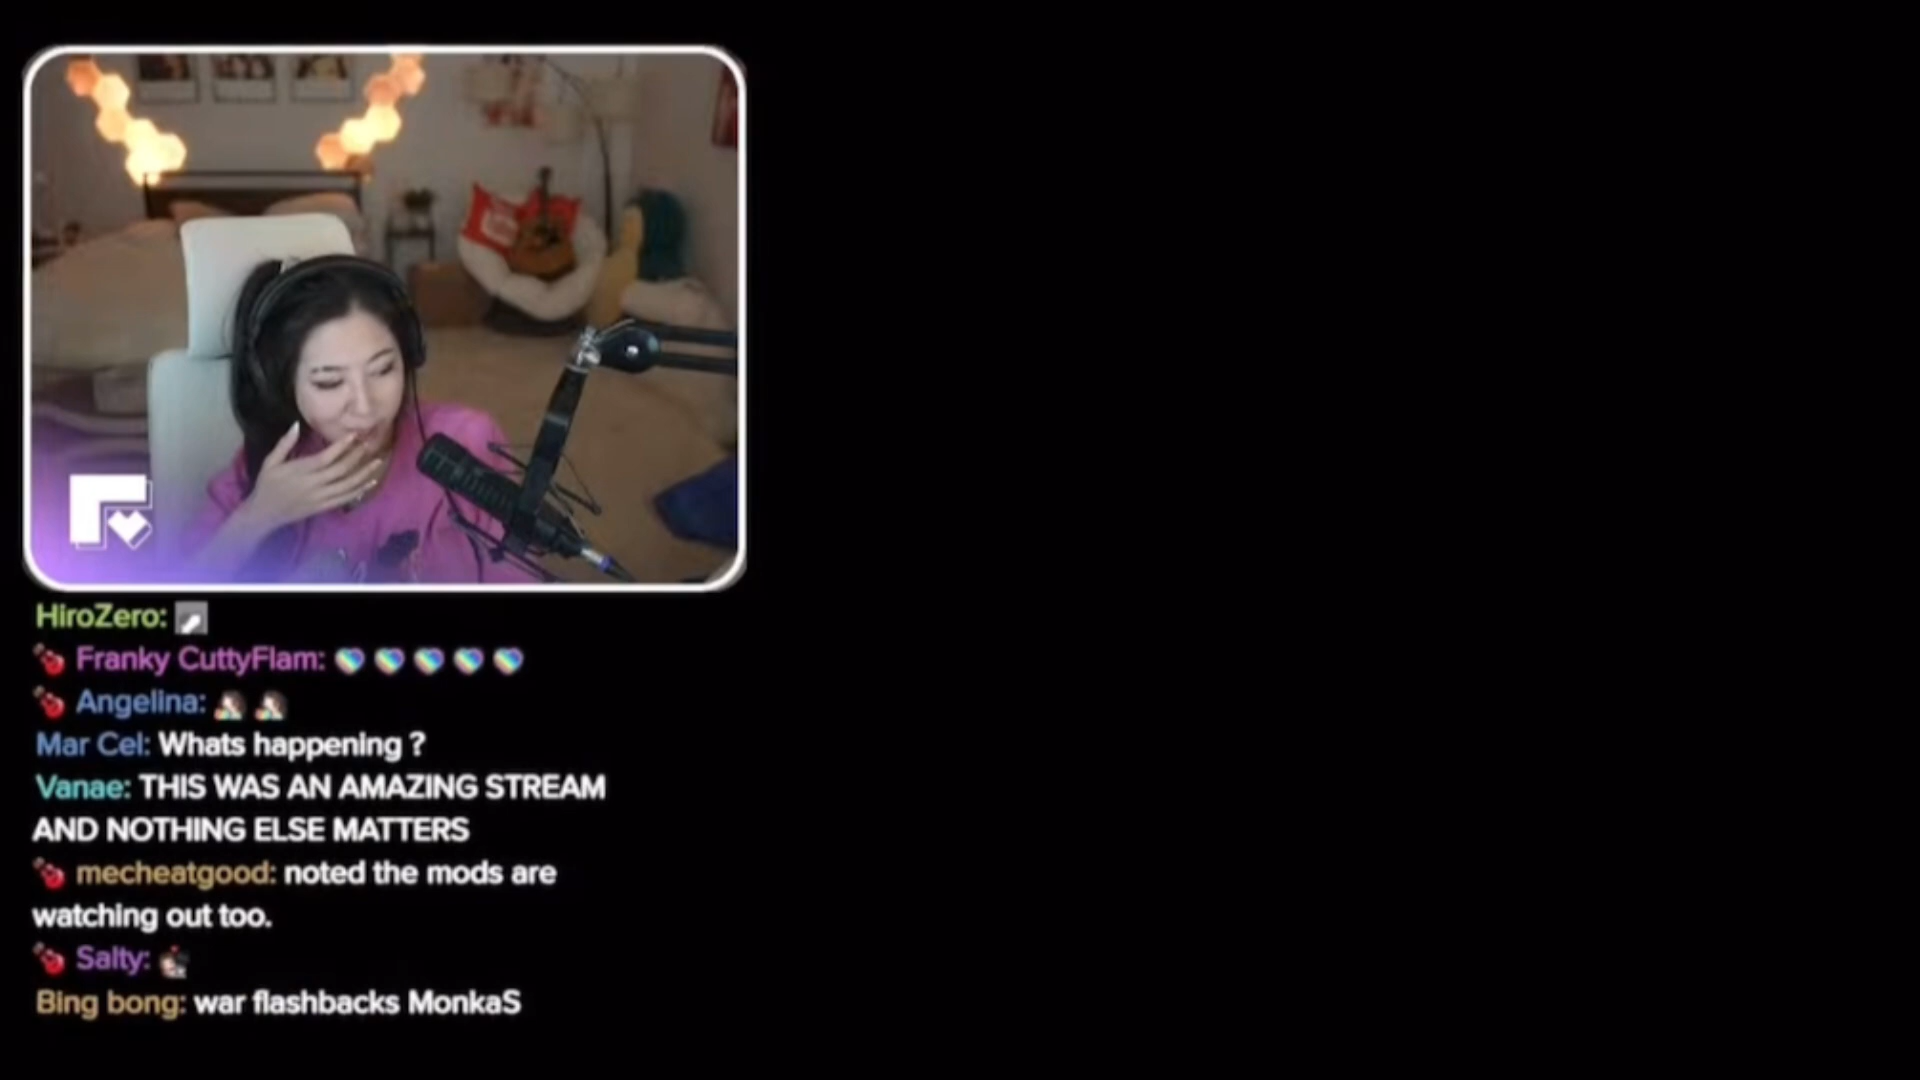 HiroZero:
Franky CuttyFlam:
Angelina:
Mar Cel: Whats happening ?
Vanae: THIS WAS AN AMAZING STREAM
AND NOTHING ELSE MATTERS
mecheatgood: noted the mods are
watching out too.
Salty:
Bing bong: war flashbacks MonkaS